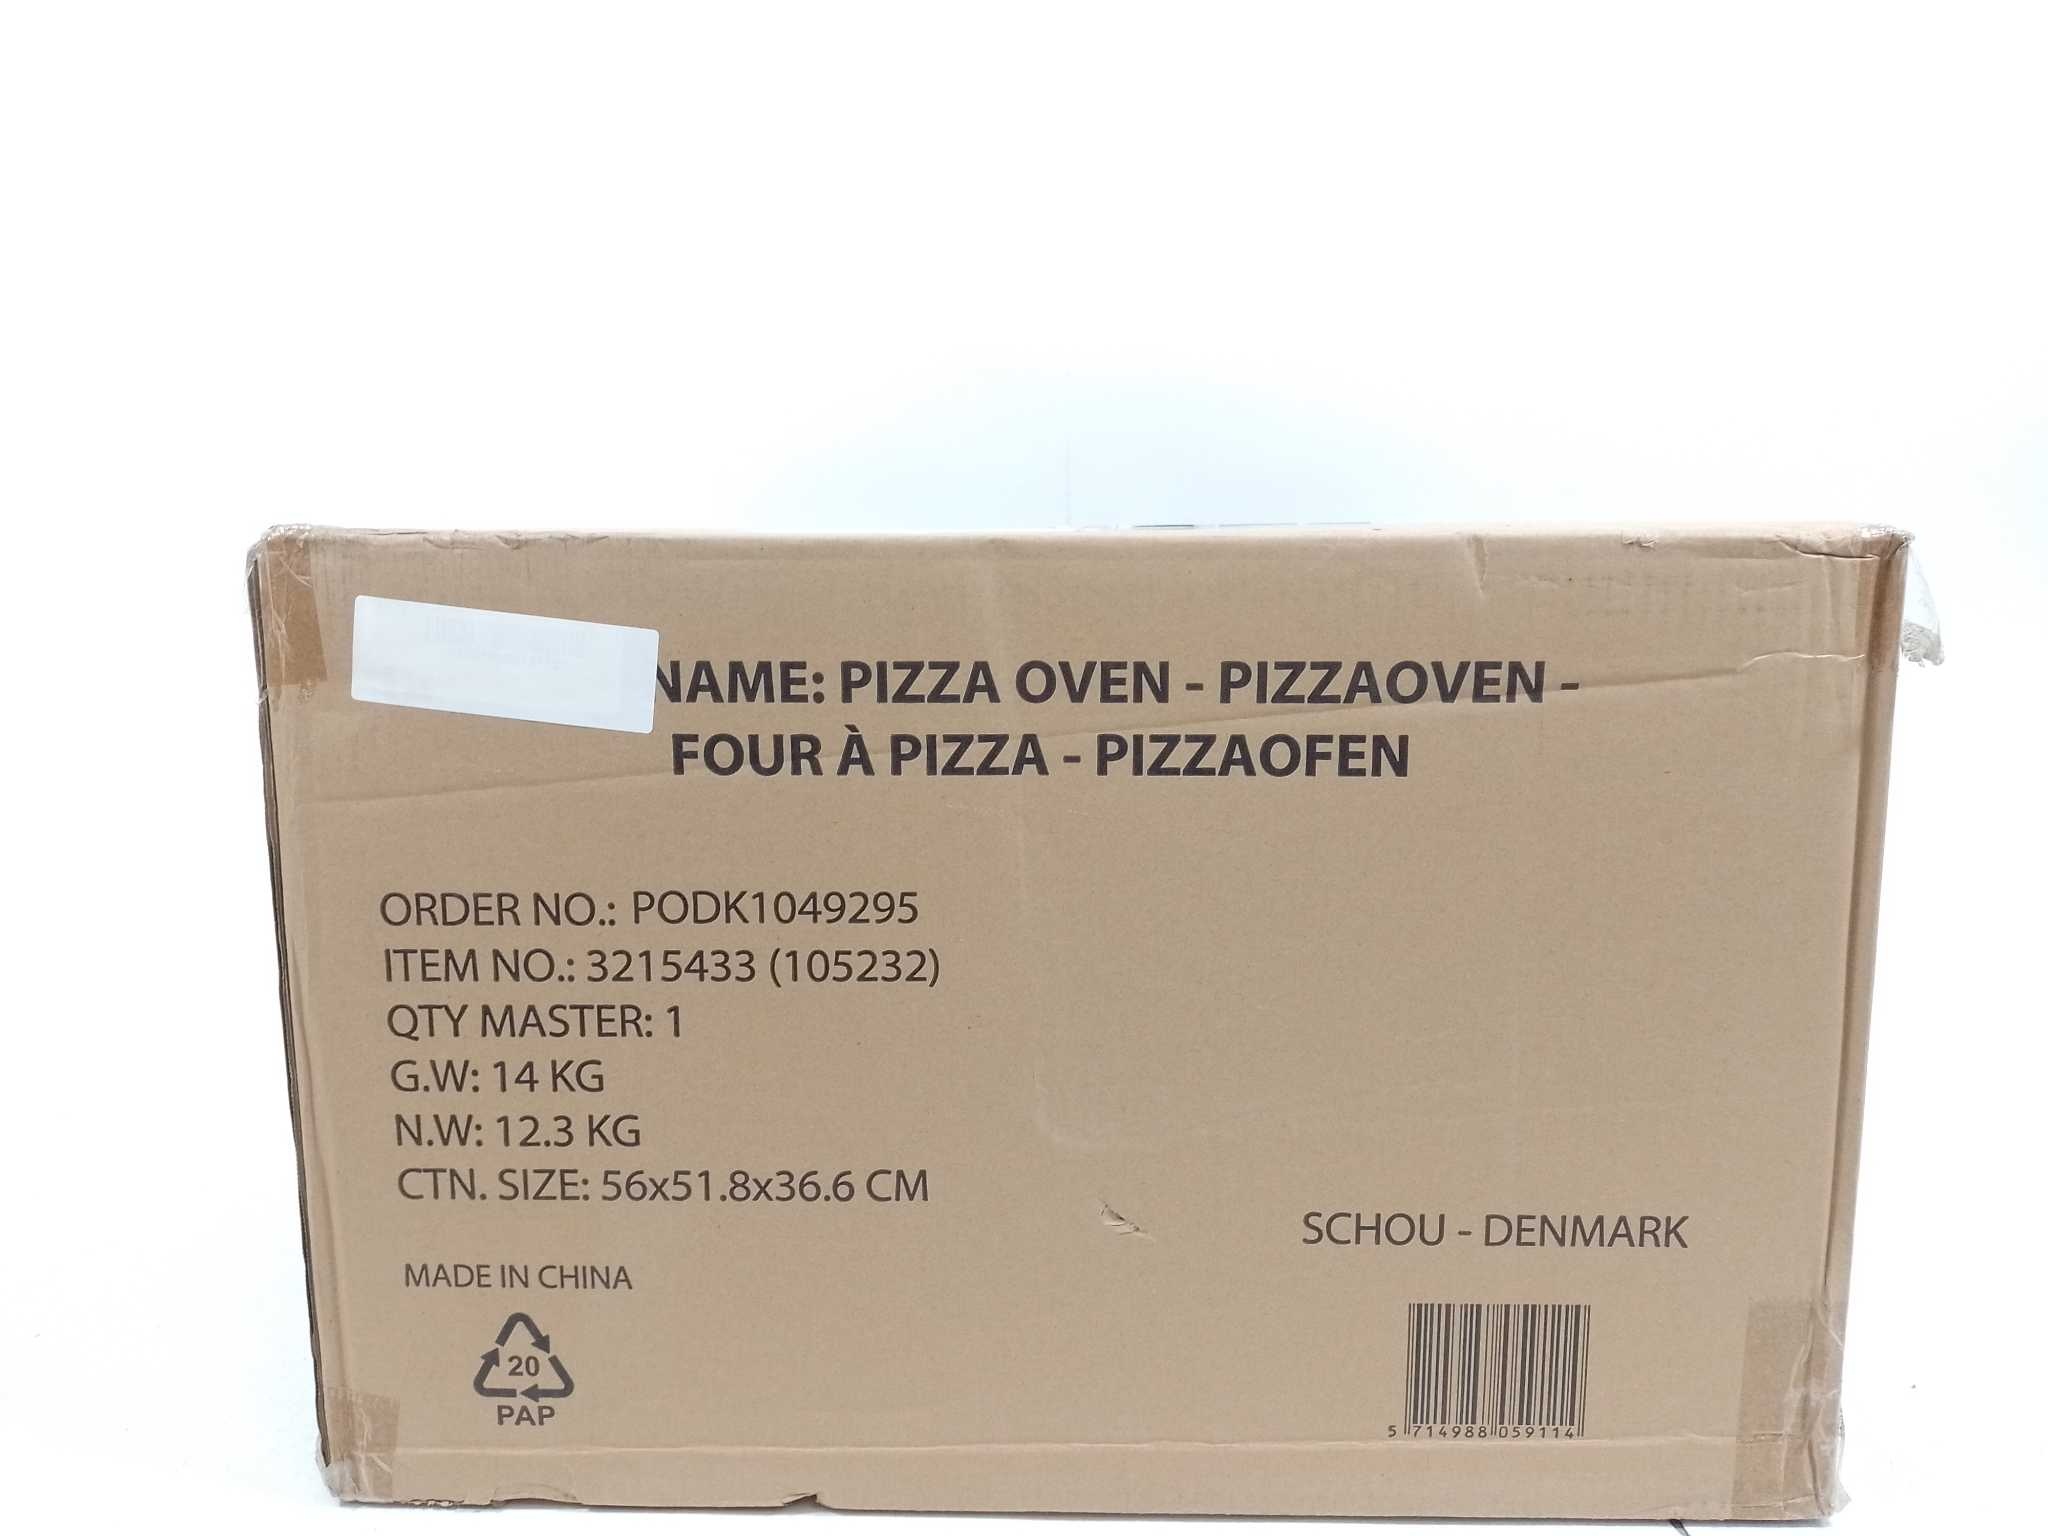 NAME: PIZZA OVEN - PIZZAOVEN -
FOUR À PIZZA - PIZZAOFEN
ORDER NO.: PODK1049295
ITEM NO.: 3215433 (105232)
QTY MASTER: 1
G.W: 14 KG
N.W: 12.3 KG
CTN. SIZE: 56x51.8x36.6 CM
SCHOU - DENMARK
MADE IN CHINA
20
PAP
5 714988 059114